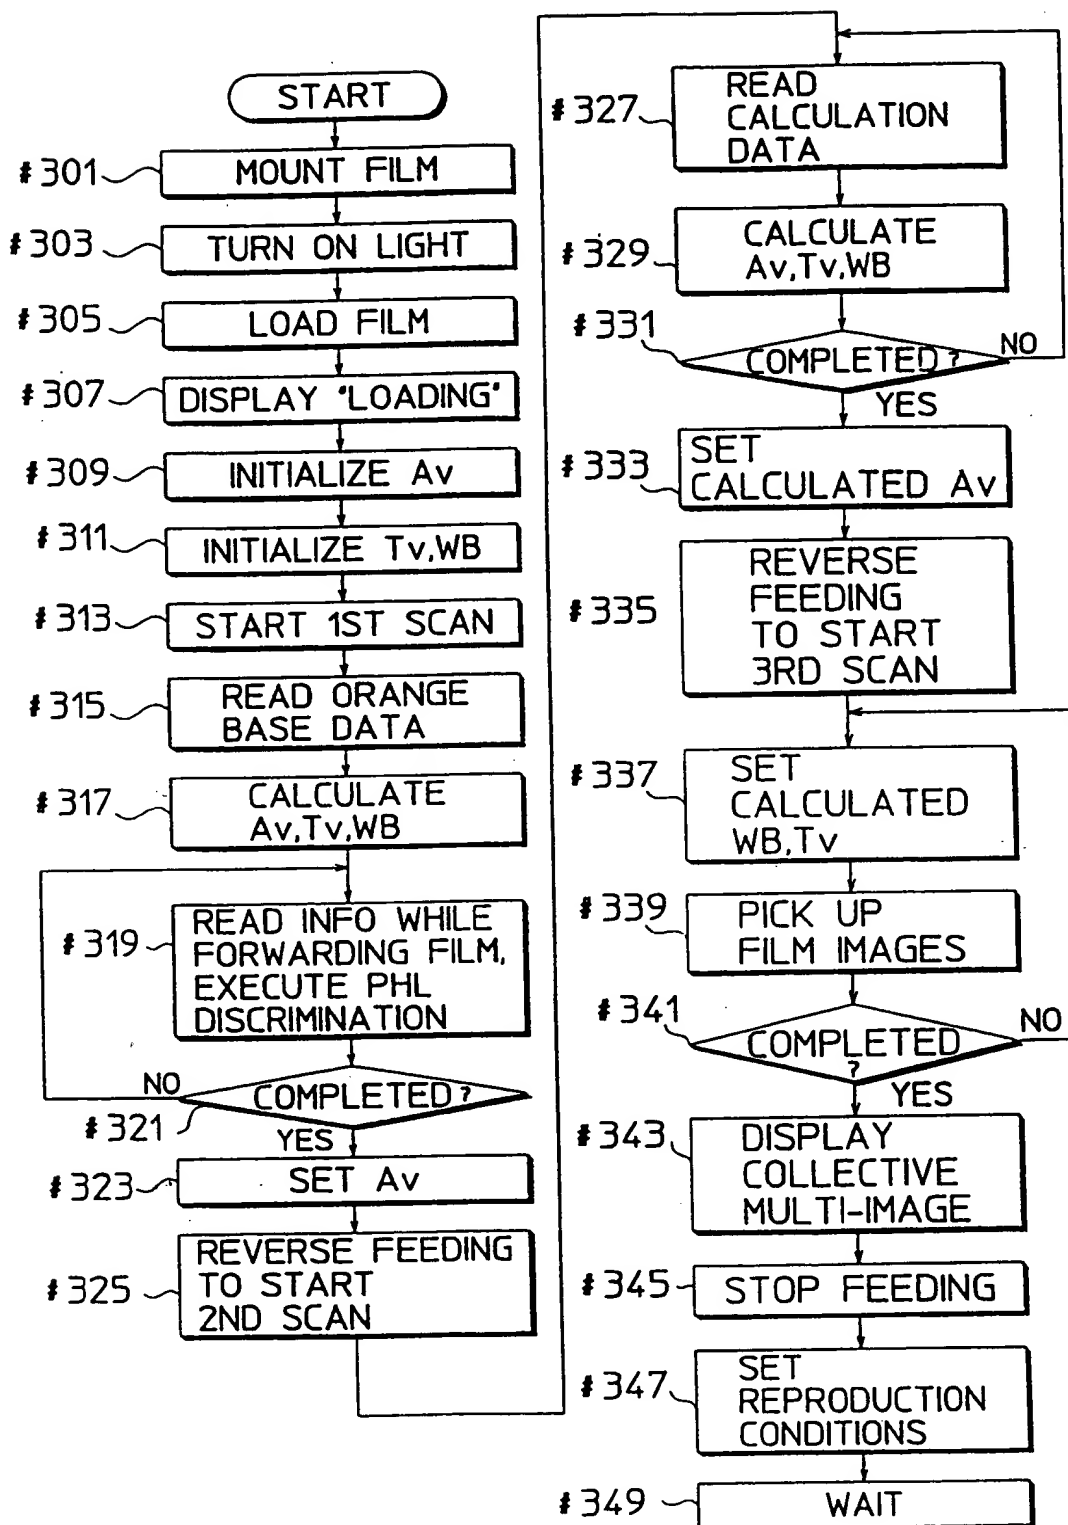 START
#301
MOUNT FILM
#303
TURN ON LIGHT
#305
LOAD FILM
#307
DISPLAY "LOADING"
#309
INITIALIZE Av
#311
INITIALIZE Tv,WB
#313
START 1ST SCAN
#315
READ ORANGE
BASE DATA
#317
CALCULATE
Av,Tv,WB
#319
READ INFO WHILE
FORWARDING FILM,
EXECUTE PHL
DISCRIMINATION
NO
COMPLETED?
#321
YES
#323
SET Av
#325
REVERSE FEEDING
TO START
2ND SCAN
#327
READ
CALCULATION
DATA
#329
CALCULATE
Av,Tv,WB
#331
COMPLETED?
NO
YES
#333
SET
CALCULATED Av
#335
REVERSE
FEEDING
TO START
3RD SCAN
#337
SET
CALCULATED
WB,Tv
#339
PICK UP
FILM IMAGES
#341
COMPLETED
?
NO
YES
#343
DISPLAY
COLLECTIVE
MULTI-IMAGE
#345
STOP FEEDING
#347
SET
REPRODUCTION
CONDITIONS
#349
WAIT